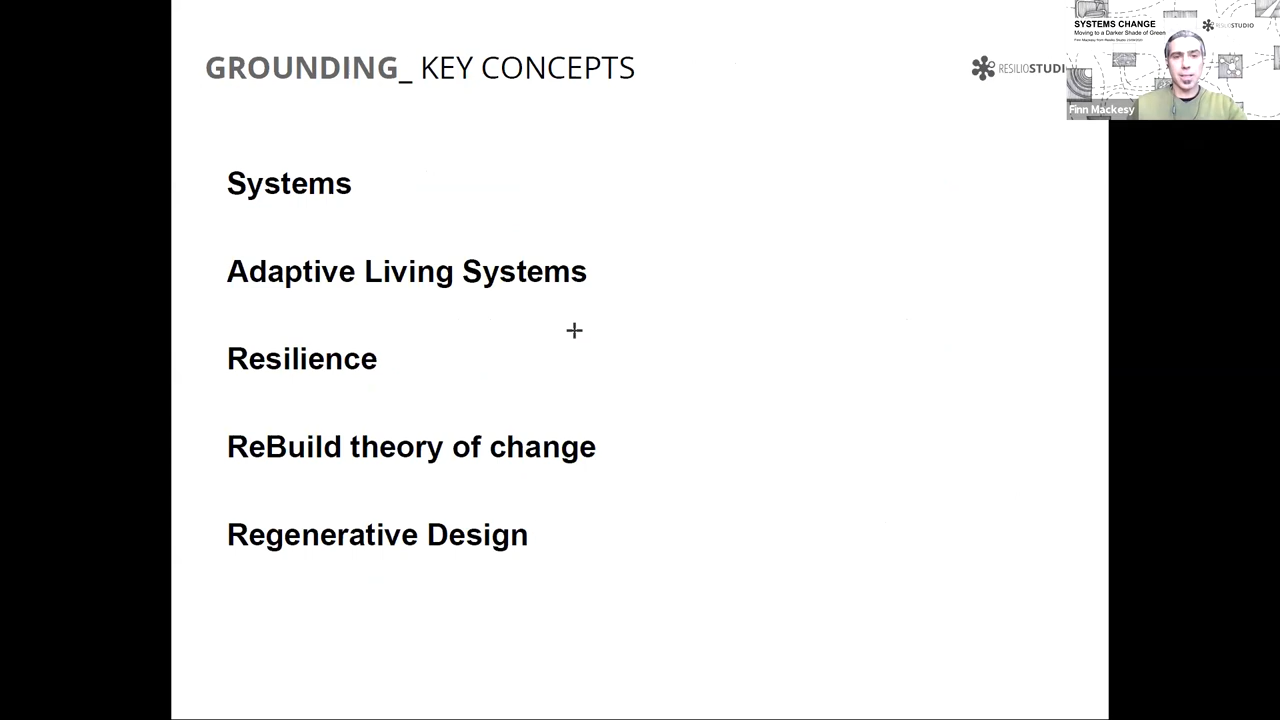 GROUNDING_ KEY CONCEPTS
RESILIOSTUDI
Systems
Adaptive Living Systems
Resilience
ReBuild theory of change
Regenerative Design
SYSTEMS CHANGE
Moving to a Darker Shade of Green
RESILIOSTUDIO
Finn Mackesy